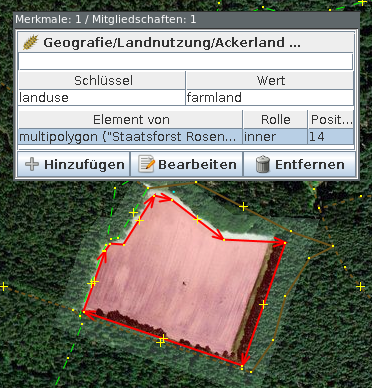 Merkmale: 1 / Mitgliedschaften: 1
Geografie/Landnutzung/Ackerland ...
Schlüssel Wert
landuse farmland
Element von Rolle Posit...
multipolygon ("Staatsforst Rosen... inner 14
Hinzufügen Bearbeiten Entfernen